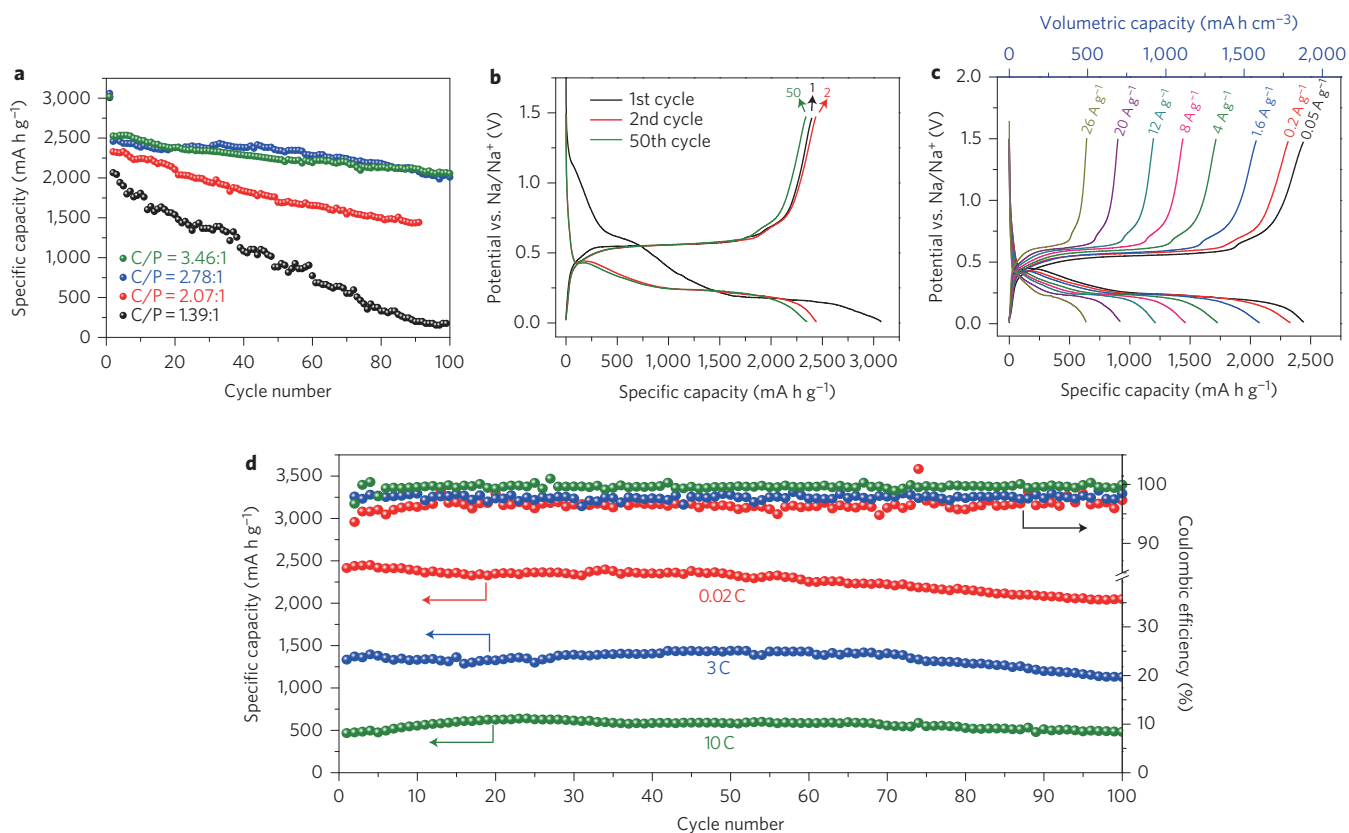 a
3,000
2,500
2,000
1,500
1,000
500
0
Specific capacity (mA h g⁻¹)
C/P = 3.46:1
C/P = 2.78:1
C/P = 2.07:1
C/P = 1.39:1
0 20 40 60 80 100
Cycle number
b
1.5
1.0
0.5
0.0
Potential vs. Na/Na⁺ (V)
1st cycle
2nd cycle
50th cycle
50 1 2
0 500 1,000 1,500 2,000 2,500 3,000
Specific capacity (mA h g⁻¹)
Volumetric capacity (mA h cm⁻³)
0 500 1,000 1,500 2,000
c
2.0
1.5
1.0
0.5
0.0
Potential vs. Na/Na⁺ (V)
26 A g⁻¹
20 A g⁻¹
12 A g⁻¹
8 A g⁻¹
4 A g⁻¹
1.6 A g⁻¹
0.2 A g⁻¹
0.05 A g⁻¹
0 500 1,000 1,500 2,000 2,500
Specific capacity (mA h g⁻¹)
d
3,500
3,000
2,500
2,000
1,500
1,000
500
0
Specific capacity (mA h g⁻¹)
0.02 C
3 C
10 C
100
90
30
20
10
0
Coulombic efficiency (%)
0 10 20 30 40 50 60 70 80 90 100
Cycle number